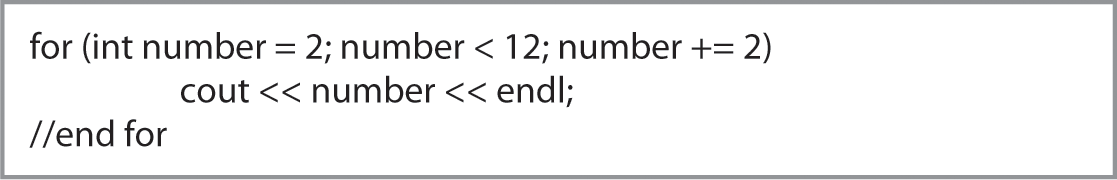 for (int number = 2; number < 12; number += 2)
cout << number << endl;
//end for